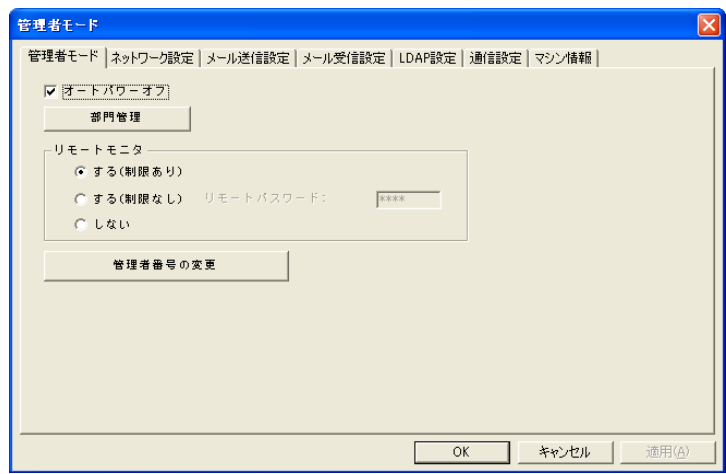 管理者モード
管理者モード ネットワーク設定 メール送信設定 メール受信設定 LDAP設定 通信設定 マシン情報
オートパワーオフ
部門管理
リモートモニタ
する(制限あり)
する(制限なし) リモートパスワード: ****
しない
管理者番号の変更
OK キャンセル 適用(A)